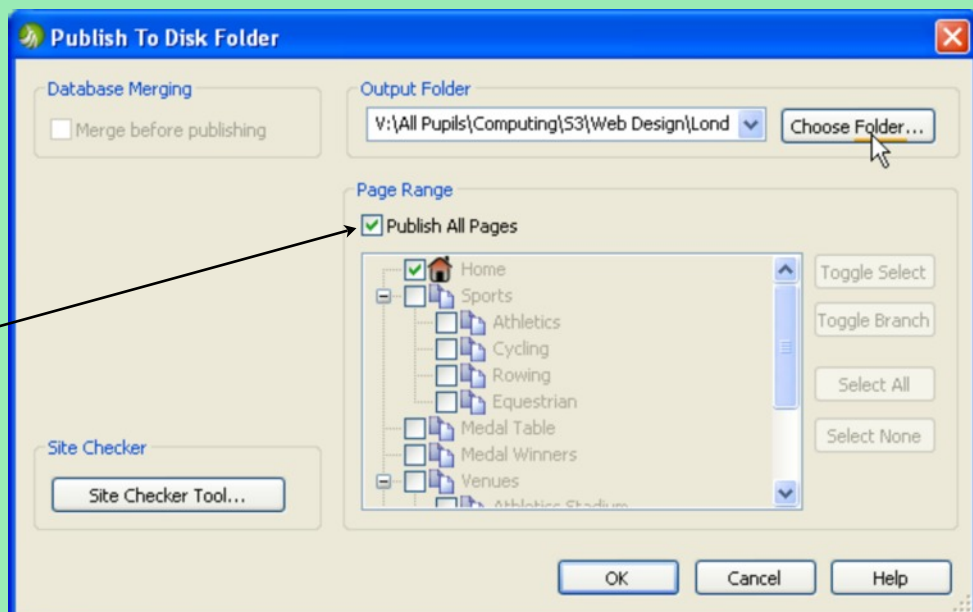 Publish To Disk Folder
Database Merging
Merge before publishing
Output Folder
V:\All Pupils\Computing\S3\Web Design\Lond
Choose Folder...
Page Range
Publish All Pages
Home
Sports
Athletics
Cycling
Rowing
Equestrian
Medal Table
Medal Winners
Venues
Athletics Stadium
Toggle Select
Toggle Branch
Select All
Select None
Site Checker
Site Checker Tool...
OK
Cancel
Help